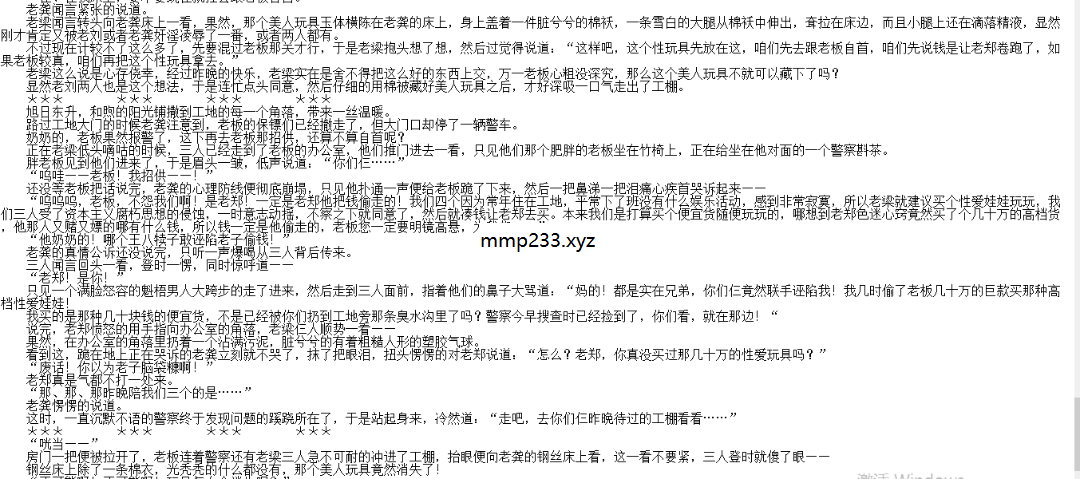 老龚闻言紧张的说道。
老梁闻言转头向老龚床上一看，果然，那个美人玩具玉体横陈在老龚的床上，身上盖着一件脏兮兮的棉袄，一条雪白的大腿从棉袄中伸出，耷拉在床边，而且小腿上还在滴落精液，显然
刚才肯定又被老刘或者老龚奸淫凌辱了一番，或者两人都有。
不过现在计较不了这么多了，先要混过老板那关才行，于是老梁抱头想了想，然后过觉得说道：“这样吧，这个性玩具先放在这，咱们先去跟老板自首，咱们先说钱是让老郑卷跑了，如
果老板较真，咱们再把这个性玩具拿去。”
老梁这么说是心存侥幸，经过昨晚的快乐，老梁实在是舍不得把这么好的东西上交，万一老板心粗没深究，那么这个美人玩具不就可以藏下了吗？
显然老刘两人也是这个想法，于是连忙点头同意，然后仔细的用棉被藏好美人玩具之后，才好深吸一口气走出了工棚。
＊＊＊ ＊＊＊ ＊＊＊ ＊＊＊
旭日东升，和煦的阳光铺撒到工地的每一个角落，带来一丝温暖。
路过工地大门的时候老龚注意到，老板的保镖们已经撤走了，但大门口却停了一辆警车。
奶奶的，老板果然报警了，这下再去老板那招供，还算不算自首呢？
正在老梁低头嘀咕的时候，三人已经走到了老板的办公室，他们推门进去一看，只见他们那个肥胖的老板坐在竹椅上，正在给坐在他对面的一个警察斟茶。
胖老板见到他们进来了，于是眉头一皱，低声说道：“你们仨……”
“呜哇——老板！我招供——！”
还没等老板把话说完，老龚的心理防线便彻底崩塌，只见他扑通一声便给老板跪了下来，然后一把鼻涕一把泪痛心疾首哭诉起来——
“呜呜呜，老板，不怨我们啊！是老郑！一定是老郑他把钱偷走的！我们四个因为常年住在工地，平常下了班没有什么娱乐活动，感到非常寂寞，所以老梁就建议买个性爱娃娃玩玩，我
们三人受了资本主义腐朽思想的侵蚀，一时意志动摇，不察之下就同意了，然后就凑钱让老郑去买。本来我们是打算买个便宜货随便玩玩的，哪想到老郑色迷心窍竟然买了个几十万的高档货
，他那人又赌又嫖的哪有什么钱，所以钱一定是他偷走的，老板您一定要明镜高悬，
mmp233.xyz
“他奶奶的！哪个王八犊子敢诬陷老子偷钱！”
老龚的真情公诉还没说完，只听一声爆喝从三人背后传来。
三人闻言回头一看，登时一愣，同时惊呼道——
“老郑！是你！”
只见一个满脸怒容的魁梧男人大跨步的走了进来，然后走到三人面前，指着他们的鼻子大骂道：“妈的！都是实在兄弟，你们仨竟然联手诬陷我！我几时偷了老板几十万的巨款买那种高
档性爱娃娃！
我买的是那种几十块钱的便宜货，不是已经被你们扔到工地旁那条臭水沟里了吗？警察今早搜查时已经捡到了，你们看，就在那边！“
说完，老郑愤怒的用手指向办公室的角落，老梁仨人顺势一看——
果然，在办公室的角落里扔着一个沾满污泥，脏兮兮的有着粗糙人形的塑胶气球。
看到这，跪在地上正在哭诉的老龚立刻就不哭了，抹了把眼泪，扭头愣愣的对老郑说道：“怎么？老郑，你真没买过那几十万的性爱玩具吗？”
“废话！你以为老子脑袋糠啊！”
老郑真是气都不打一处来。
“那、那、那昨晚陪我们三个的是……”
老龚愣愣的说道。
这时，一直沉默不语的警察终于发现问题的蹊跷所在了，于是站起身来，冷然道：“走吧，去你们仨昨晚待过的工棚看看……”
＊＊＊ ＊＊＊ ＊＊＊ ＊＊＊
“咣当——”
房门一把便被拉开了，老板连着警察还有老梁三人急不可耐的冲进了工棚，抬眼便向老龚的钢丝床上看，这一看不要紧，三人登时就傻了眼——
钢丝床上除了一条棉衣，光秃秃的什么都没有，那个美人玩具竟然消失了！
激活 Windows